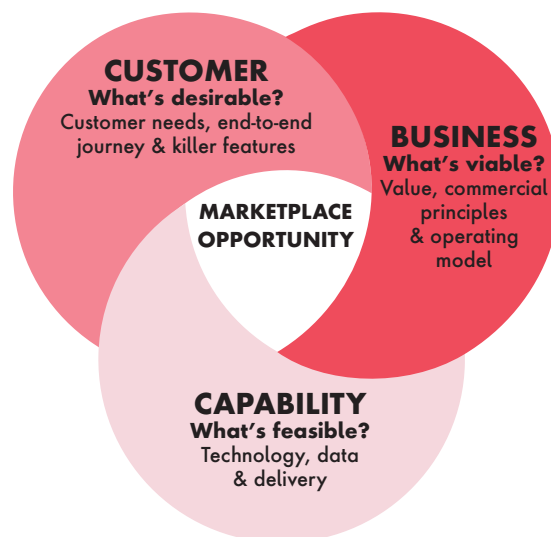 CUSTOMER
What's desirable?
Customer needs, end-to-end
journey & killer features
BUSINESS
What's viable?
Value, commercial
principles
& operating
model
MARKETPLACE
OPPORTUNITY
CAPABILITY
What's feasible?
Technology, data
& delivery